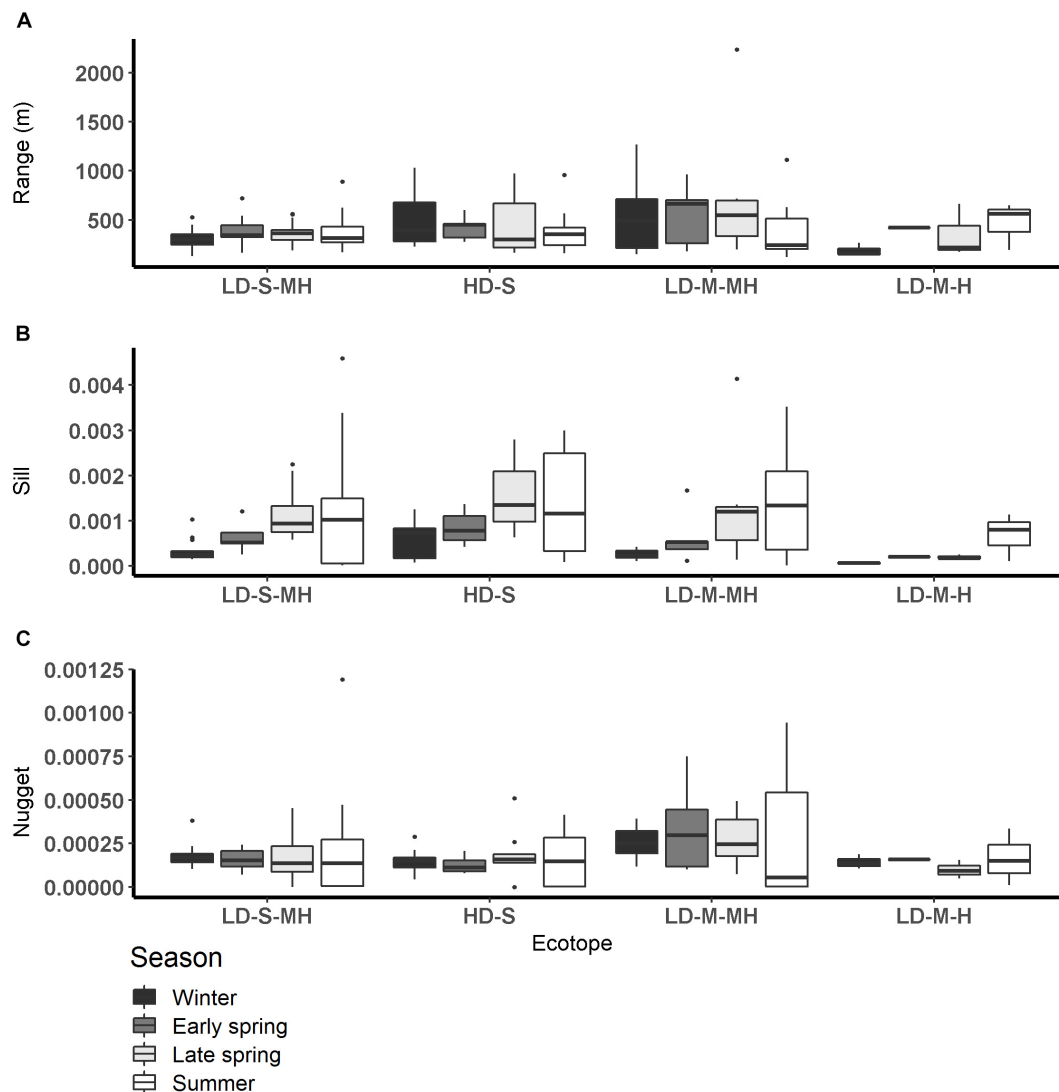 A
Range (m)
2000
1500
1000
500
LD-S-MH HD-S LD-M-MH LD-M-H
B
Sill
0.004
0.003
0.002
0.001
0.000
LD-S-MH HD-S LD-M-MH LD-M-H
C
Nugget
0.00125
0.00100
0.00075
0.00050
0.00025
0.00000
LD-S-MH HD-S LD-M-MH LD-M-H
Ecotope
Season
Winter
Early spring
Late spring
Summer